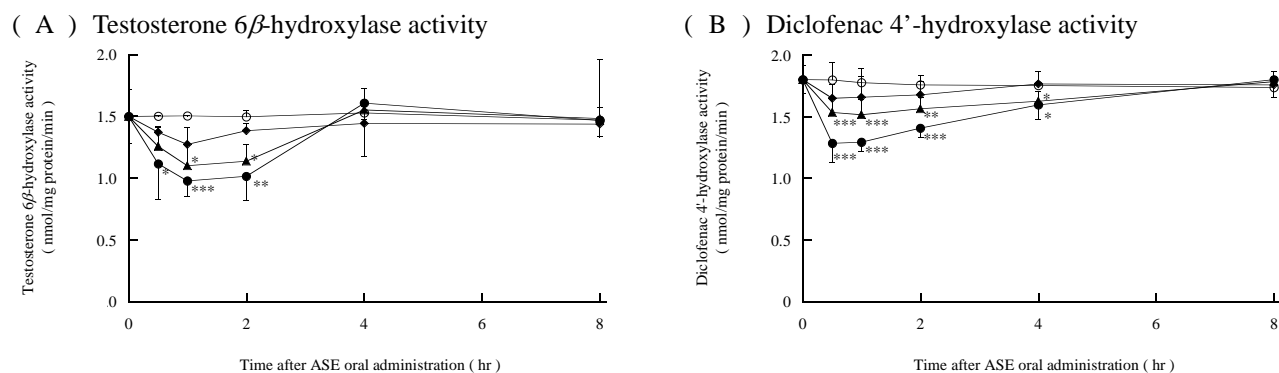 ( A ) Testosterone 6β-hydroxylase activity
Testosterone 6β-hydroxylase activity
( nmol/mg protein/min )
2.0
1.5
1.0
0.5
.0
*
***
*
**
*
0 2 4 6 8
Time after ASE oral administration ( hr )
( B ) Diclofenac 4’-hydroxylase activity
Diclofenac 4'-hydroxylase activity
( nmol/mg protein/min )
2.0
1.5
1.0
0.5
0
***
***
***
***
**
***
*
*
0 2 4 6 8
Time after ASE oral administration ( hr )